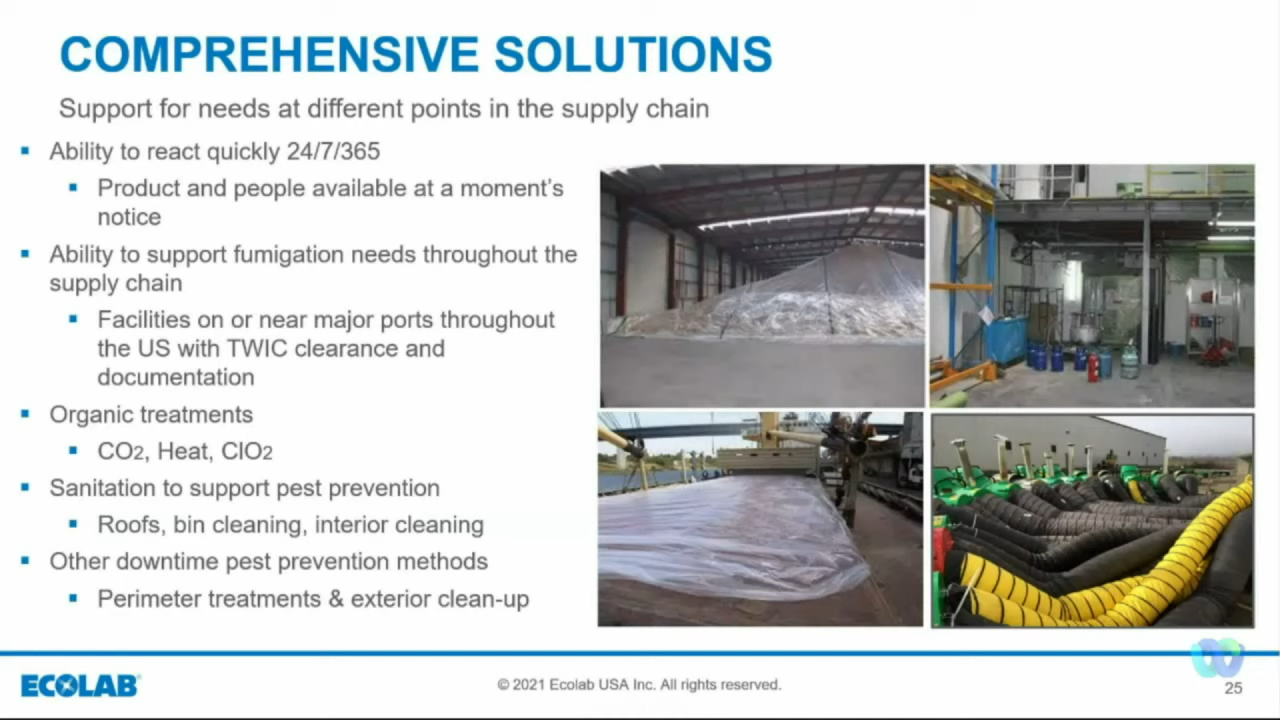 COMPREHENSIVE SOLUTIONS
Support for needs at different points in the supply chain
▪ Ability to react quickly 24/7/365
▪ Product and people available at a moment's
notice
▪ Ability to support fumigation needs throughout the
supply chain
▪ Facilities on or near major ports throughout
the US with TWIC clearance and
documentation
▪ Organic treatments
▪ CO2, Heat, ClO2
▪ Sanitation to support pest prevention
▪ Roofs, bin cleaning, interior cleaning
▪ Other downtime pest prevention methods
▪ Perimeter treatments & exterior clean-up
ECOLAB®
© 2021 Ecolab USA Inc. All rights reserved.
25